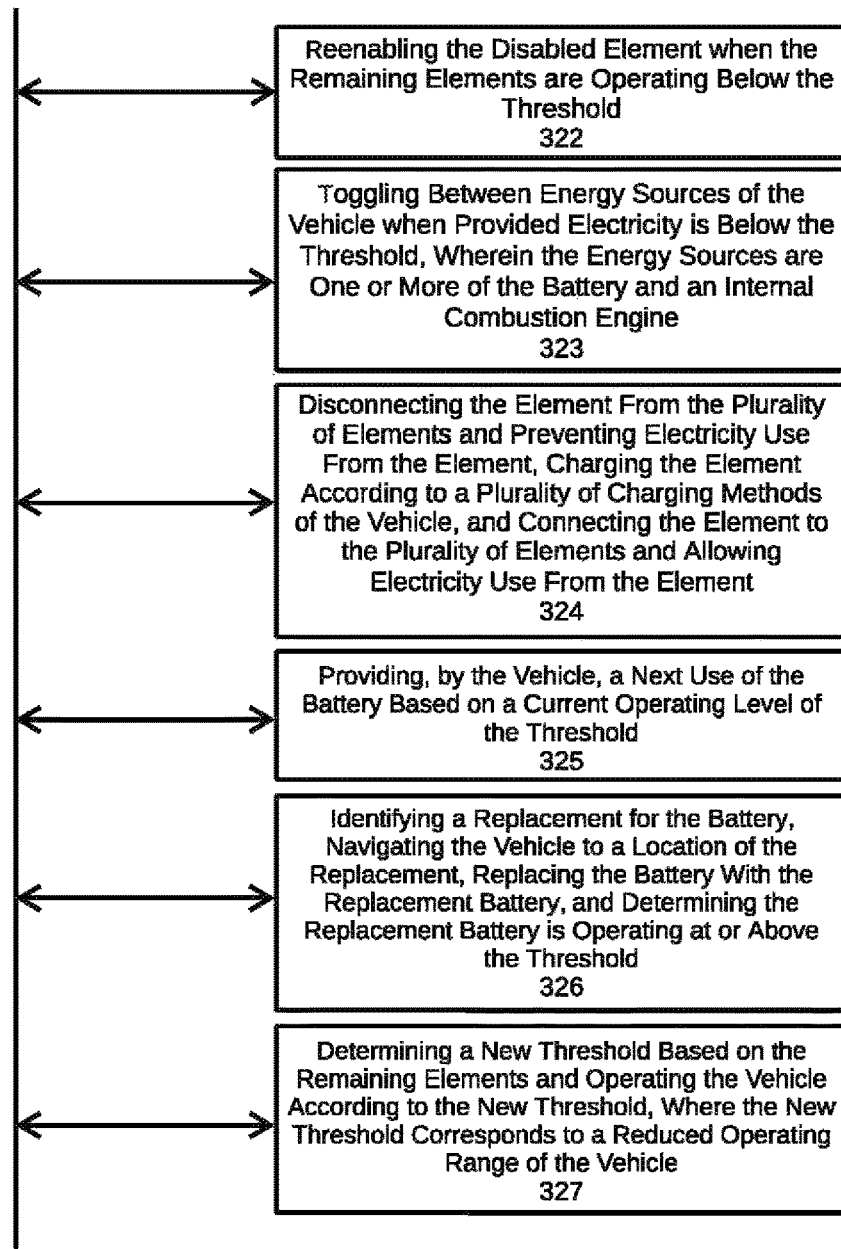 Reenabling the Disabled Element when the
Remaining Elements are Operating Below the
Threshold
322
Toggling Between Energy Sources of the
Vehicle when Provided Electricity is Below the
Threshold, Wherein the Energy Sources are
One or More of the Battery and an Internal
Combustion Engine
323
Disconnecting the Element From the Plurality
of Elements and Preventing Electricity Use
From the Element, Charging the Element
According to a Plurality of Charging Methods
of the Vehicle, and Connecting the Element to
the Plurality of Elements and Allowing
Electricity Use From the Element
324
Providing, by the Vehicle, a Next Use of the
Battery Based on a Current Operating Level of
the Threshold
325
Identifying a Replacement for the Battery,
Navigating the Vehicle to a Location of the
Replacement, Replacing the Battery With the
Replacement Battery, and Determining the
Replacement Battery is Operating at or Above
the Threshold
326
Determining a New Threshold Based on the
Remaining Elements and Operating the Vehicle
According to the New Threshold, Where the New
Threshold Corresponds to a Reduced Operating
Range of the Vehicle
327